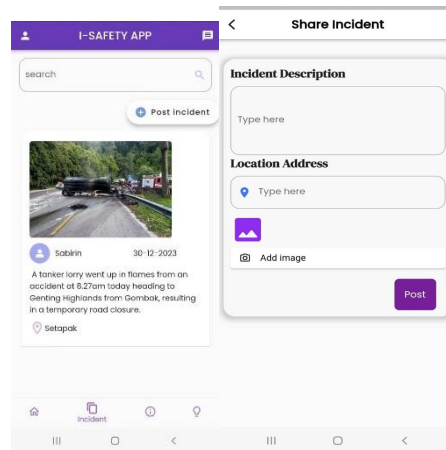 I-SAFETY APP
search
Post incident
Sabirin
30-12-2023
A tanker lorry went up in flames from an
accident at 8.27am today heading to
Genting Highlands from Gombak, resulting
in a temporary road closure.
Setapak
Incident
Share Incident
Incident Description
Type here
Location Address
Type here
Add image
Post